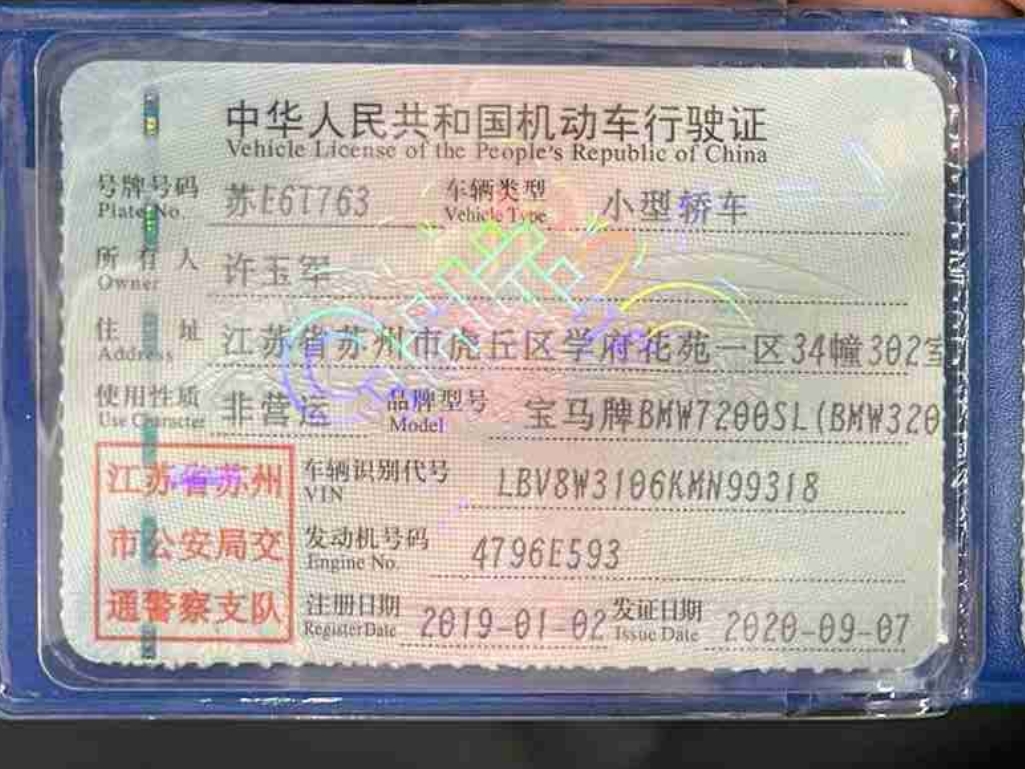 中华人民共和国机动车行驶证
Vehicle License of the People's Republic of China
号牌号码 苏E6T763 车辆类型 小型轿车
Plate No. Vehicle Type
所有人 许玉军
Owner
住址 江苏省苏州市虎丘区学府花苑一区34幢302室
Address
使用性质 非营运 品牌型号 宝马牌BMW7200SL(BMW320
Use Character Model
江苏省苏州
市公安局交
通警察支队
车辆识别代号 LBV8W3106KMN99318
VIN
发动机号码 4796E593
Engine No.
注册日期 2019-01-02 发证日期 2020-09-07
Register Date Issue Date